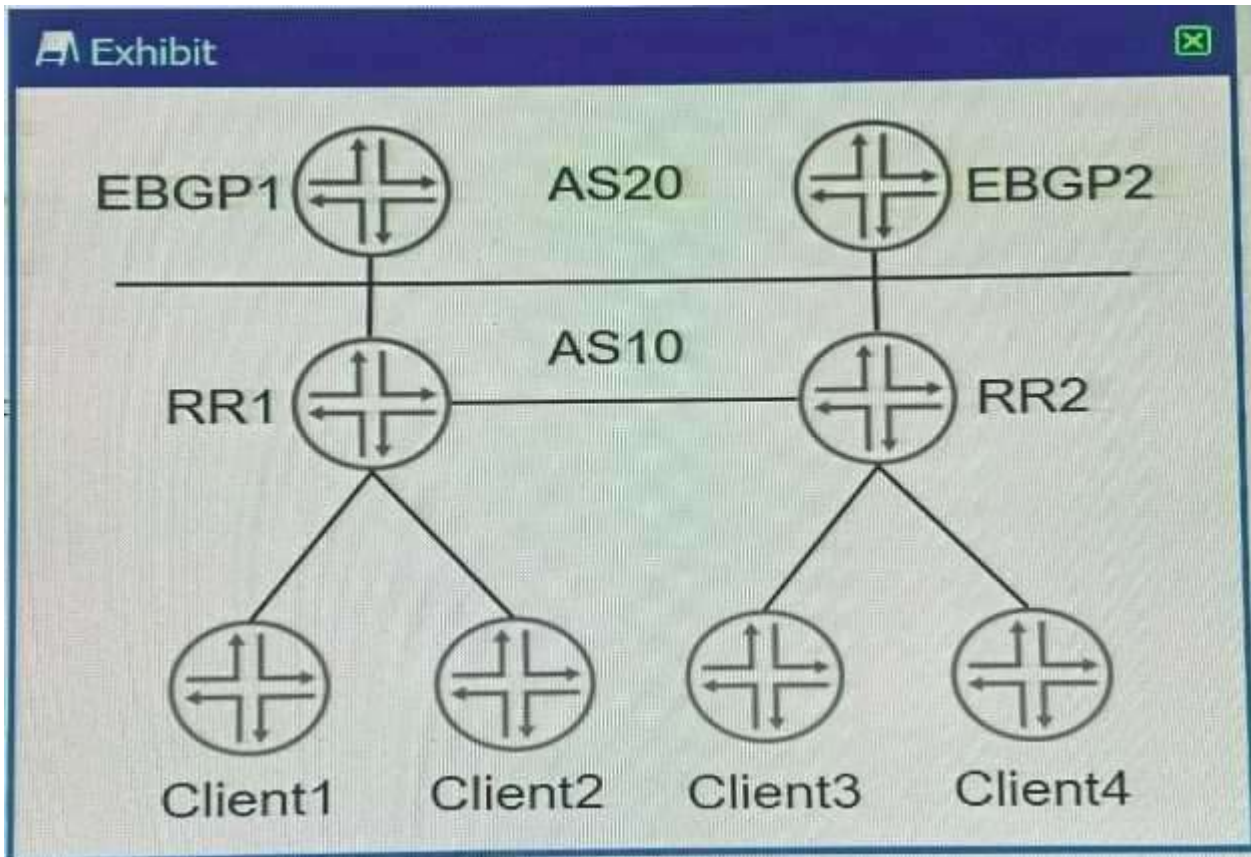 Exhibit
EBGP1 AS20 EBGP2
AS10
RR1 RR2
Client1 Client2 Client3 Client4